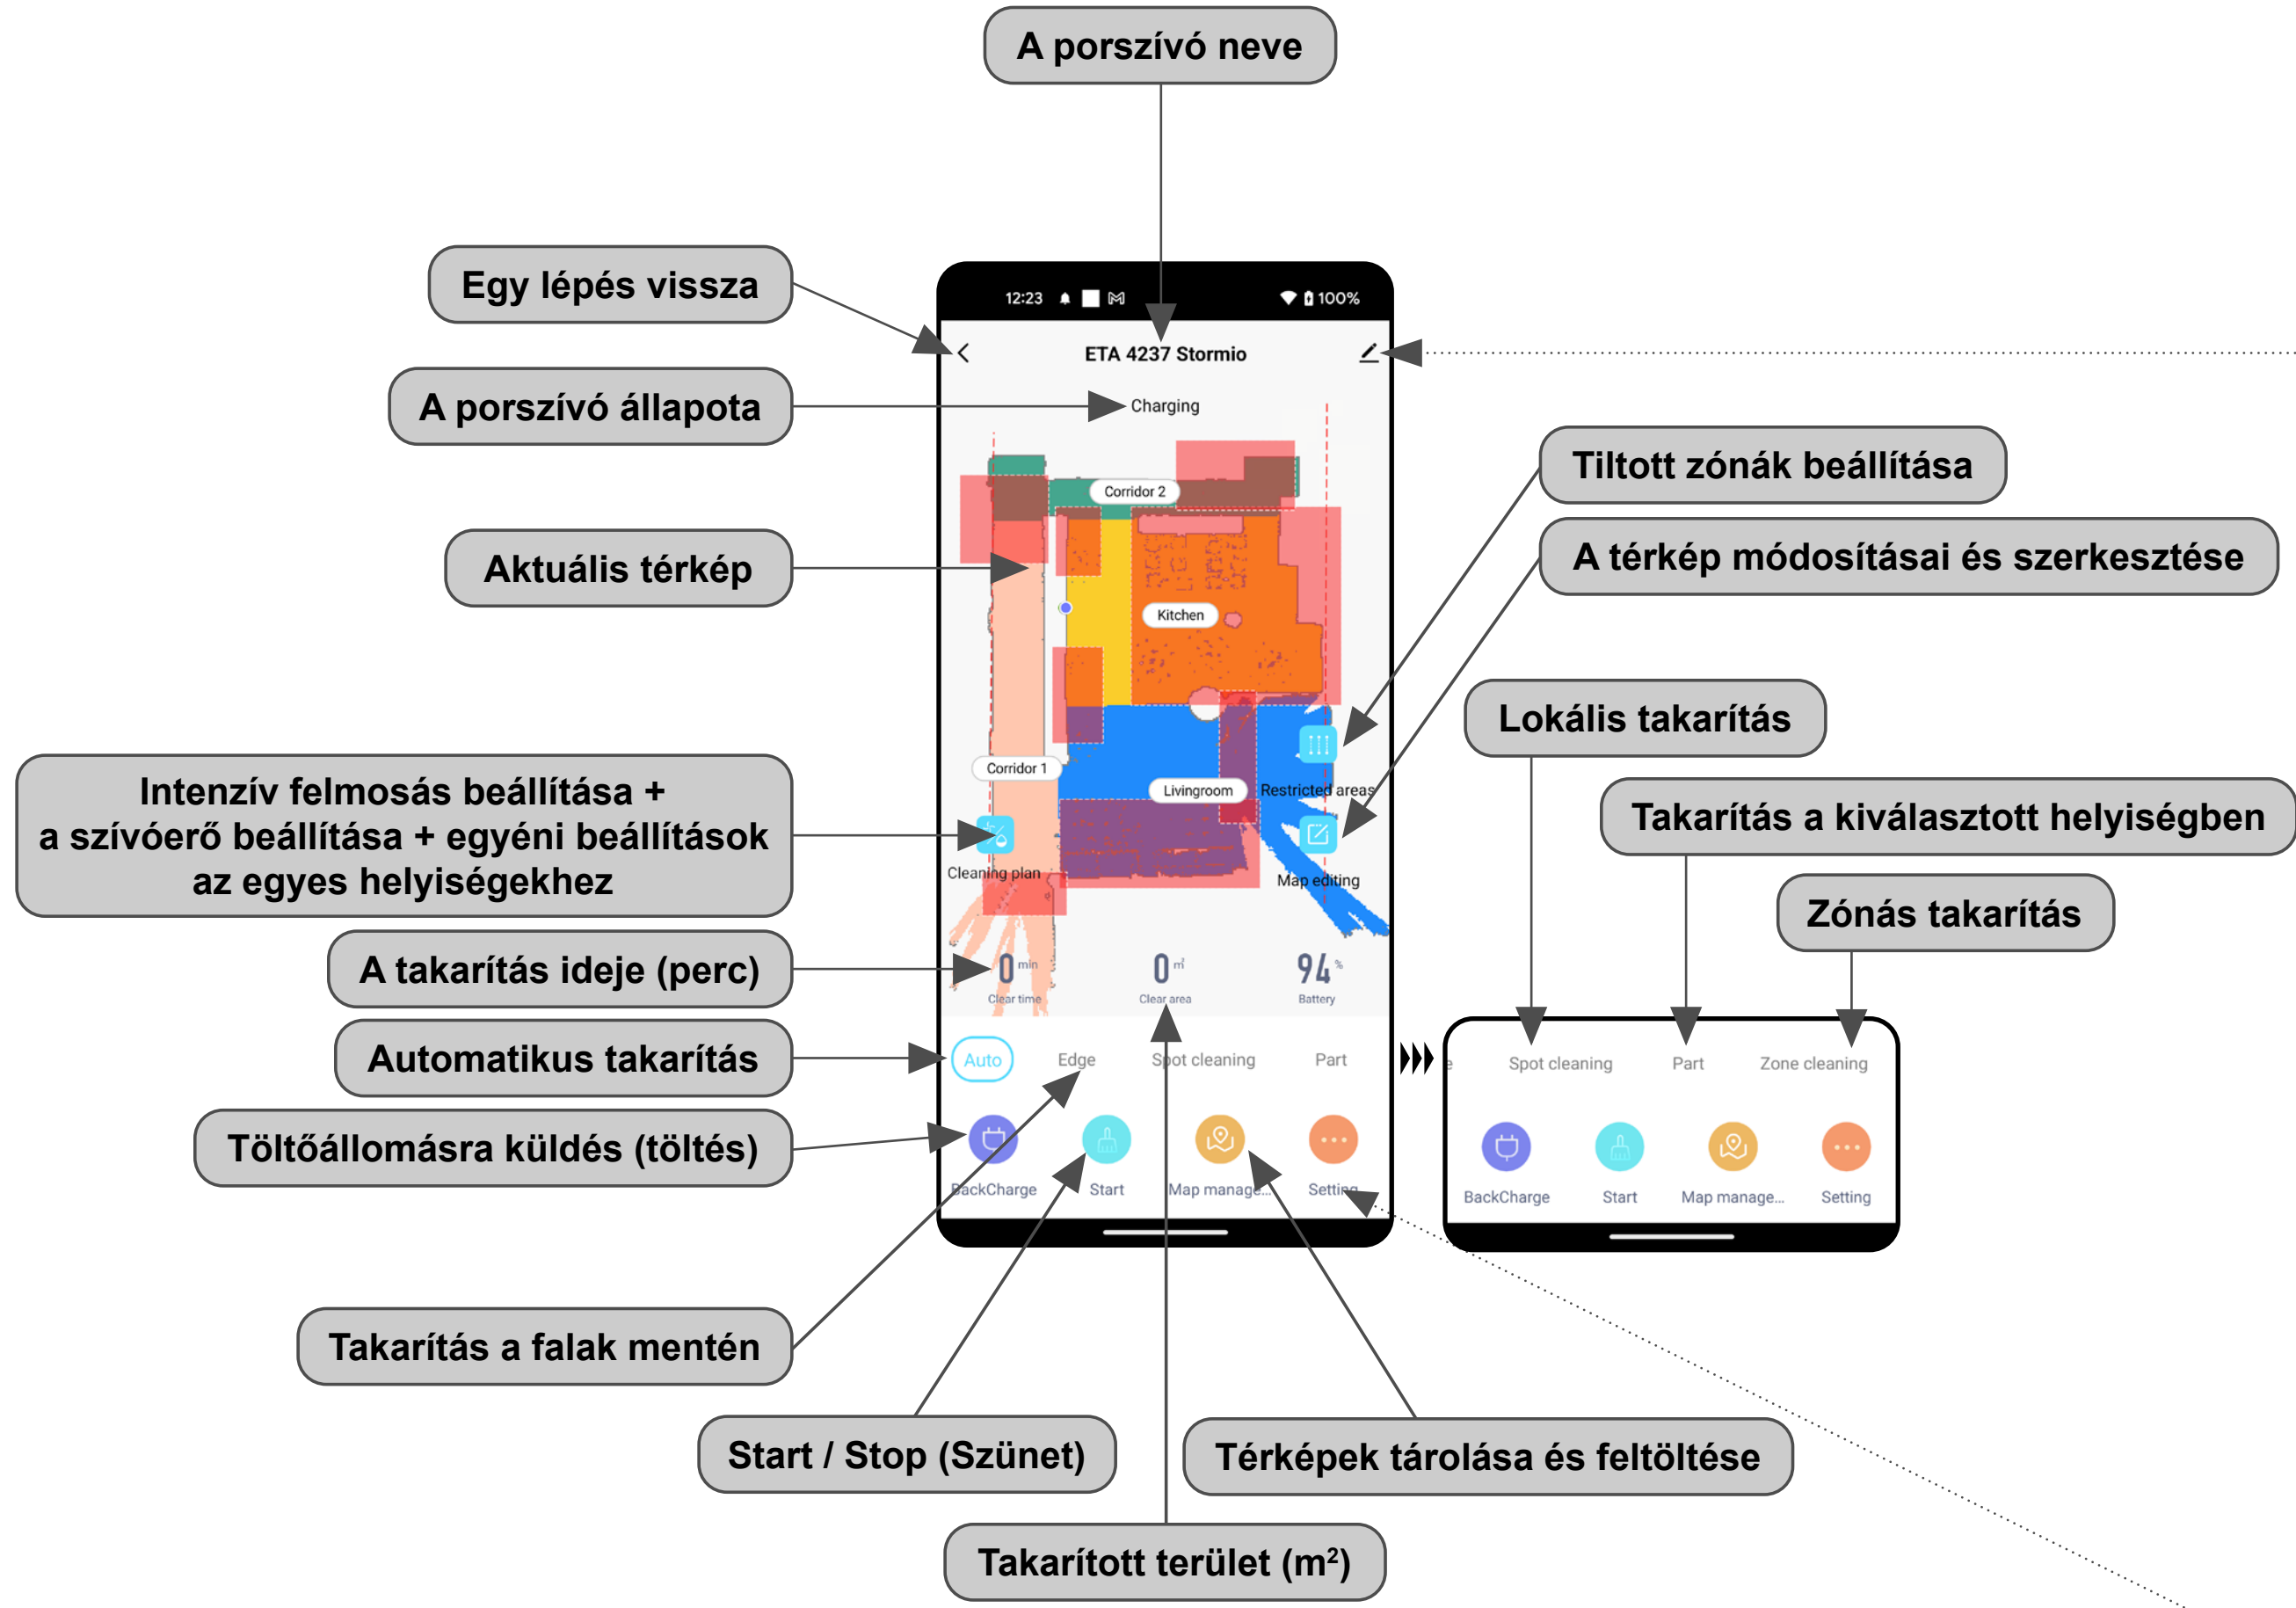 A porszívó neve
Egy lépés vissza
12:23
100%
ETA 4237 Stormio
A porszívó állapota
Charging
Tiltott zónák beállítása
Corridor 2
A térkép módosításai és szerkesztése
Aktuális térkép
Kitchen
Lokális takarítás
Corridor 1
Livingroom
Restricted areas
Takarítás a kiválasztott helyiségben
Intenzív felmosás beállítása +
a szívóerő beállítása + egyéni beállítások
az egyes helyiségekhez
Cleaning plan
Map editing
Zónás takarítás
A takarítás ideje (perc)
0 min
0 m²
94 %
Clear time
Clear area
Battery
Automatikus takarítás
Auto
Edge
Spot cleaning
Part
e
Spot cleaning
Part
Zone cleaning
Töltőállomásra küldés (töltés)
BackCharge
Start
Map manage...
Setting
BackCharge
Start
Map manage...
Setting
Takarítás a falak mentén
Start / Stop (Szünet)
Térképek tárolása és feltöltése
Takarított terület (m²)